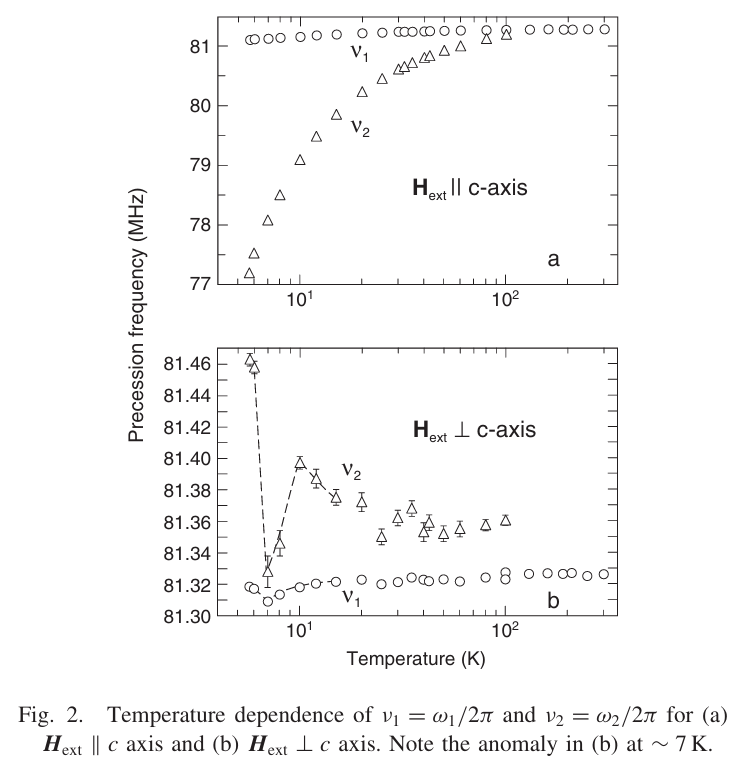 81
80
79
78
77
ν1
ν2
Hext || c-axis
a
10¹
10²
Precession frequency (MHz)
81.46
81.44
81.42
81.40
81.38
81.36
81.34
81.32
81.30
Hext ⊥ c-axis
ν2
ν1
b
10¹
10²
Temperature (K)
Fig. 2. Temperature dependence of ν1 = ω1/2π and ν2 = ω2/2π for (a)
Hext ∥ c axis and (b) Hext ⊥ c axis. Note the anomaly in (b) at ∼ 7 K.